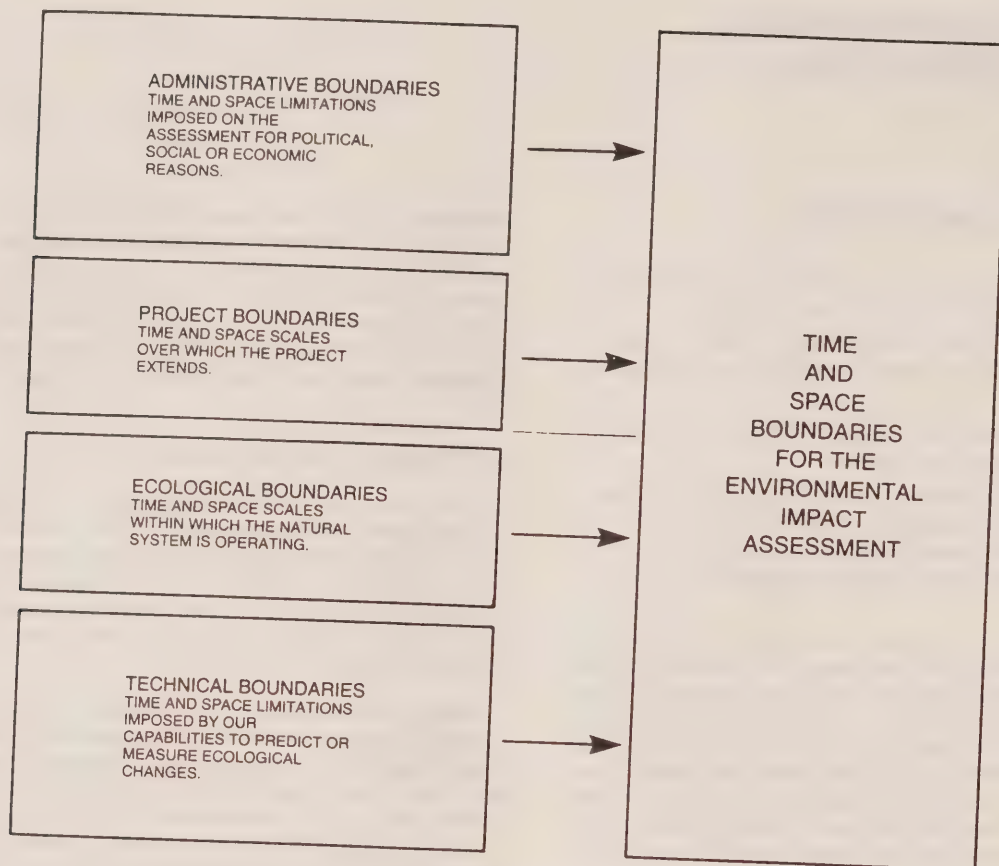 ADMINISTRATIVE BOUNDARIES
TIME AND SPACE LIMITATIONS
IMPOSED ON THE
ASSESSMENT FOR POLITICAL,
SOCIAL OR ECONOMIC
REASONS.
PROJECT BOUNDARIES
TIME AND SPACE SCALES
OVER WHICH THE PROJECT
EXTENDS.
ECOLOGICAL BOUNDARIES
TIME AND SPACE SCALES
WITHIN WHICH THE NATURAL
SYSTEM IS OPERATING.
TECHNICAL BOUNDARIES
TIME AND SPACE LIMITATIONS
IMPOSED BY OUR
CAPABILITIES TO PREDICT OR
MEASURE ECOLOGICAL
CHANGES.
TIME
AND
SPACE
BOUNDARIES
FOR THE
ENVIRONMENTAL
IMPACT
ASSESSMENT